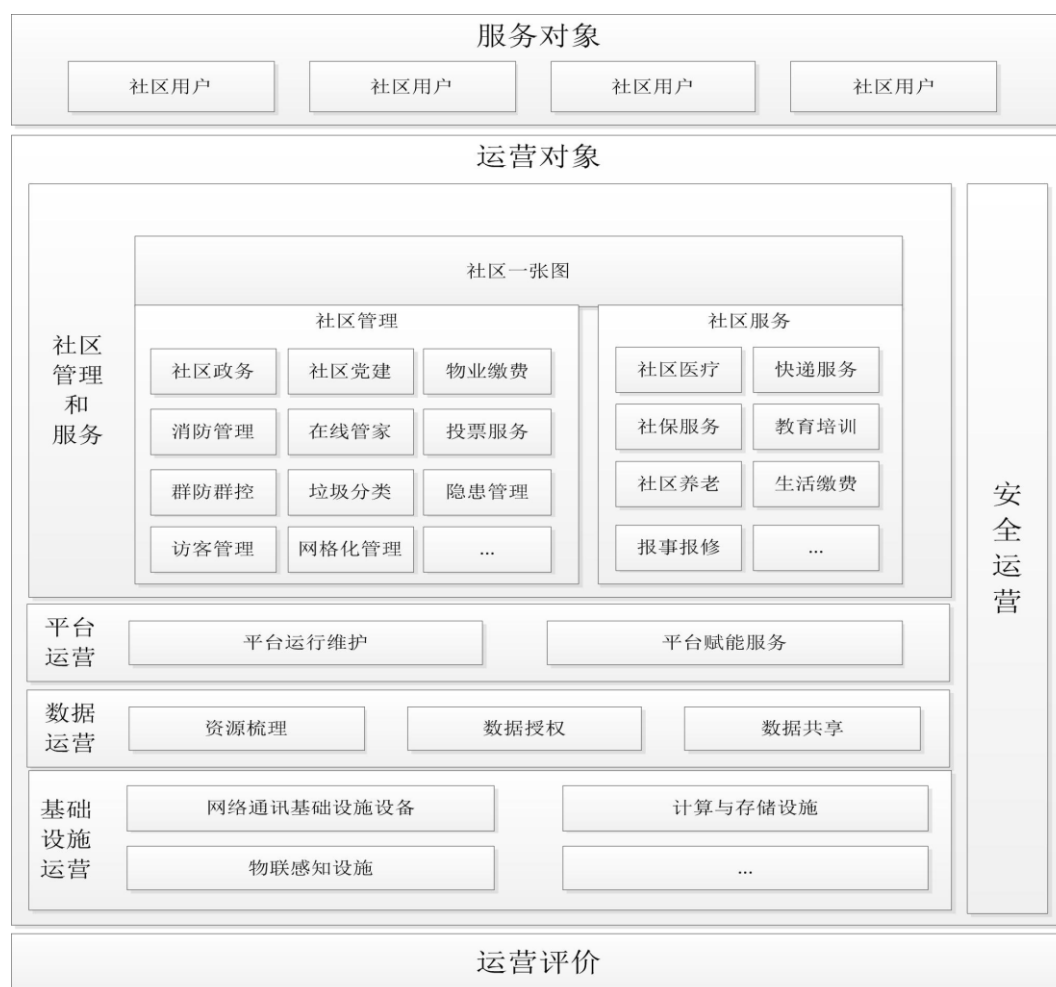 服务对象
社区用户 社区用户 社区用户 社区用户
运营对象
社区
管理
和
服务
社区一张图
社区管理
社区政务 社区党建 物业缴费
消防管理 在线管家 投票服务
群防群控 垃圾分类 隐患管理
访客管理 网格化管理 ...
社区服务
社区医疗 快递服务
社保服务 教育培训
社区养老 生活缴费
报事报修 ...
平台
运营
平台运行维护 平台赋能服务
数据
运营
资源梳理 数据授权 数据共享
基础
设施
运营
网络通讯基础设施设备 计算与存储设施
物联感知设施 ...
安
全
运
营
运营评价